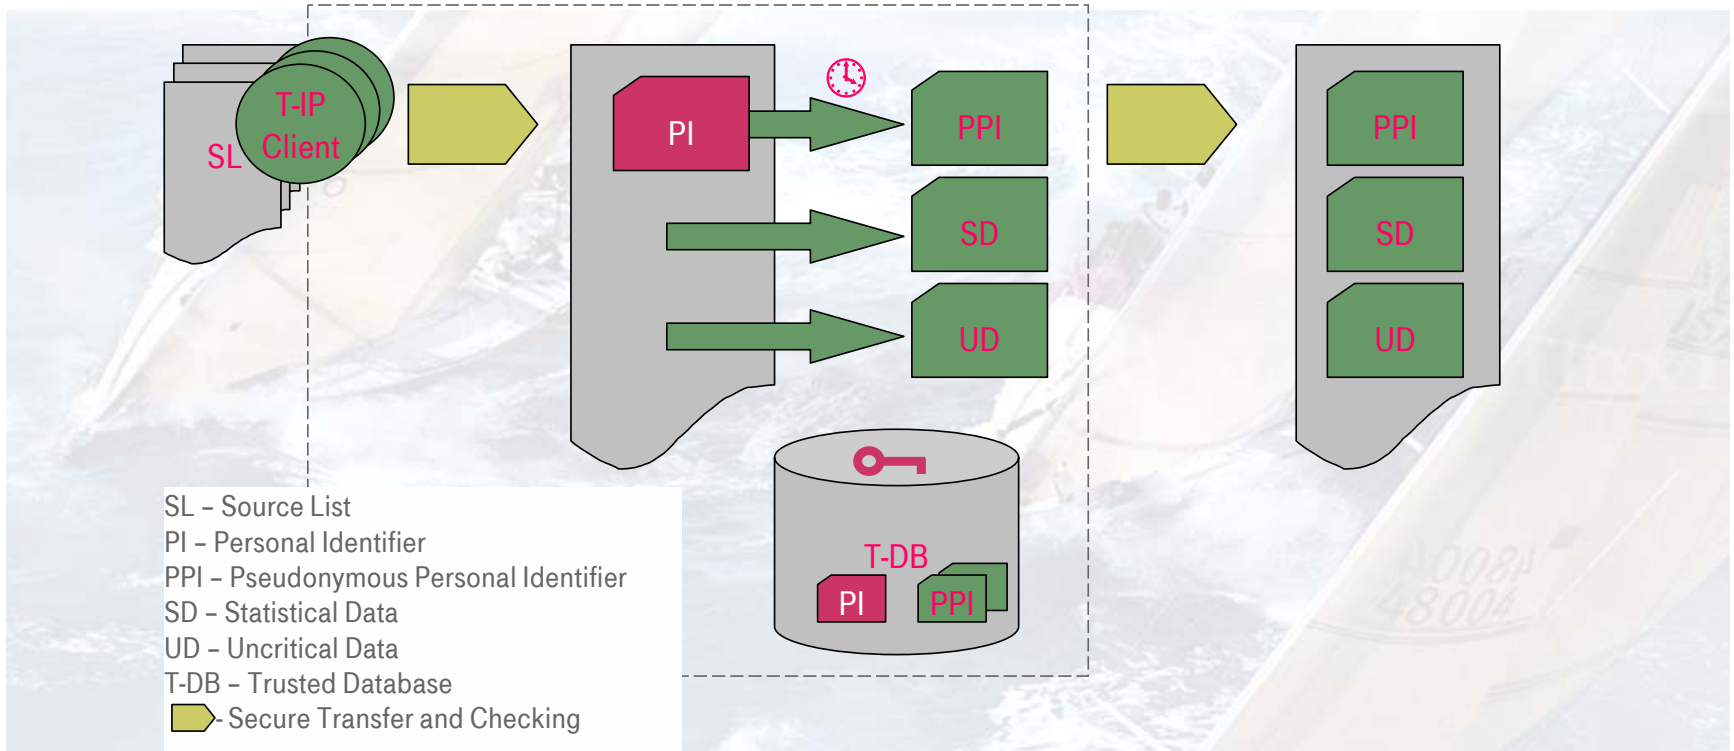 T-IP
Client
SL
PI
PPI
SD
UD
PPI
SD
UD
T-DB
PI
PPI
SL – Source List
PI – Personal Identifier
PPI – Pseudonymous Personal Identifier
SD – Statistical Data
UD – Uncritical Data
T-DB – Trusted Database
- Secure Transfer and Checking
8004